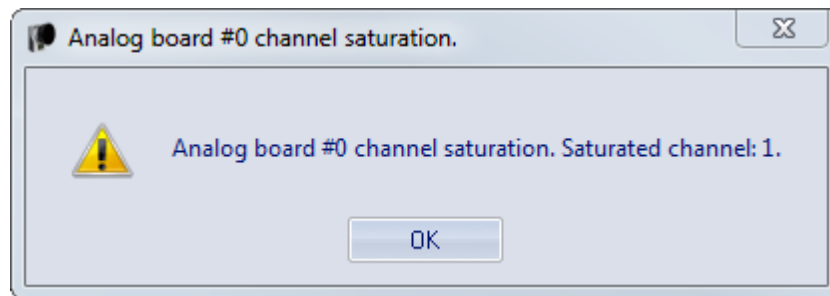 Analog board #0 channel saturation.
Analog board #0 channel saturation. Saturated channel: 1.
OK